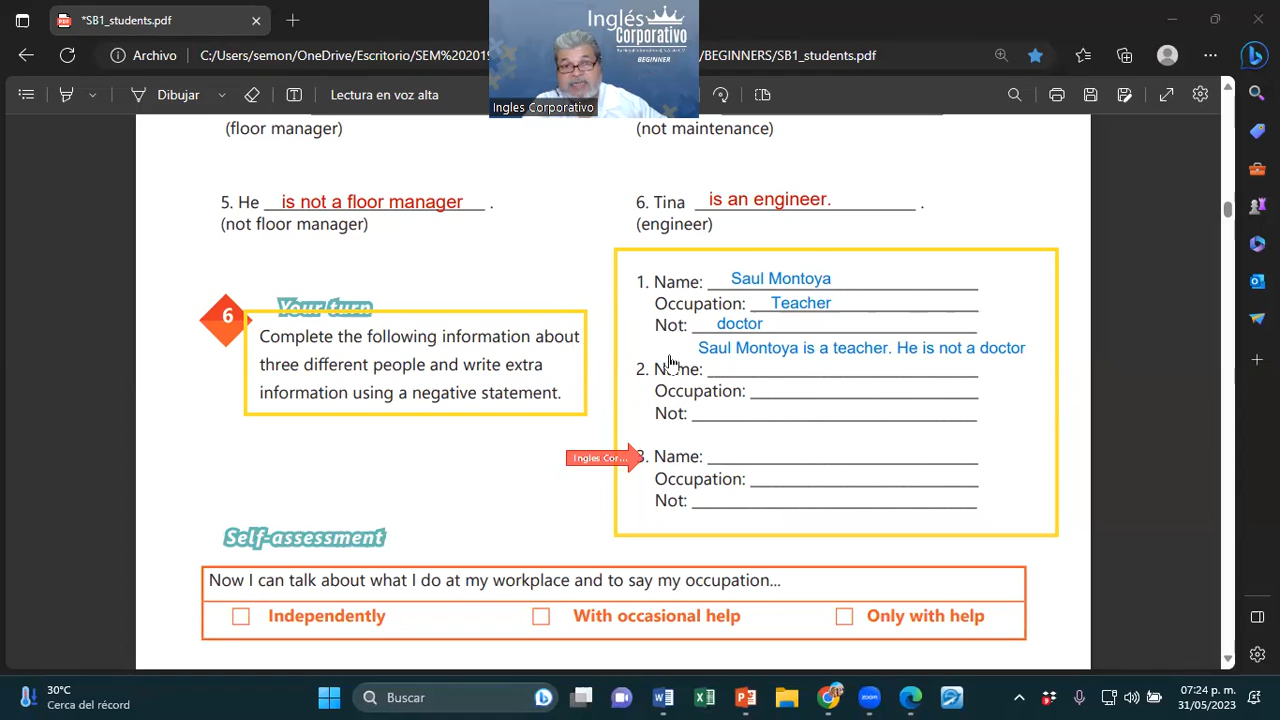 *SB1_students.pdf
Archivo
C:/Users/semon/OneDrive/Escritorio/SEM%202019
/BEGINNERS/SB1_students.pdf
Inglés
Corporativo
BEGINNER
Ingles Corporativo
Dibujar
Lectura en voz alta
(floor manager)
(not maintenance)
5. He is not a floor manager .
(not floor manager)
6. Tina is an engineer. .
(engineer)
6
Your turn
Complete the following information about
three different people and write extra
information using a negative statement.
1. Name: Saul Montoya
Occupation: Teacher
Not: doctor
Saul Montoya is a teacher. He is not a doctor
2. Name:
Occupation:
Not:
Ingles Cor...
3. Name:
Occupation:
Not:
Self-assessment
Now I can talk about what I do at my workplace and to say my occupation...
Independently
With occasional help
Only with help
30°C
Cerca del récord
Buscar
zoom
07:24 p. m.
31/05/2023